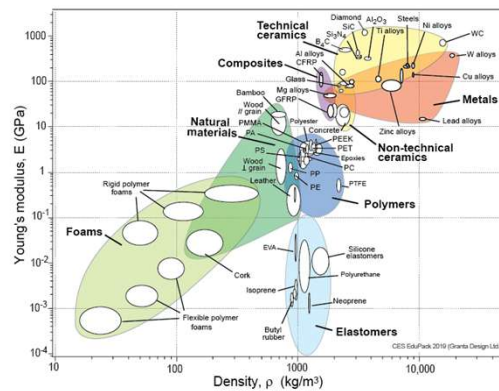 Technical
ceramics
Diamond
SiC
Al₂O₃
Si₃N₄
B₄C
Ti alloys
Steels
Ni alloys
WC
W alloys
Cu alloys
Metals
Lead alloys
Zinc alloys
Al alloys
CFRP
Composites
Glass
Mg alloys
GFRP
Bamboo
Wood
// grain
Natural
materials
PMMA
PA
PS
Wood
⊥ grain
Leather
Polyester
Concrete
PEEK
PET
Epoxies
PC
PP
PE
PTFE
Non-technical
ceramics
Polymers
Rigid polymer
foams
Foams
Cork
Flexible polymer
foams
EVA
Silicone
elastomers
Polyurethane
Isoprene
Neoprene
Butyl
rubber
Elastomers
CES EduPack 2019 (Granta Design Ltd.
Young's modulus, E (GPa)
1000
100
10
1
0.1
10⁻²
10⁻³
10⁻⁴
10
100
1000
10,000
Density, ρ (kg/m³)